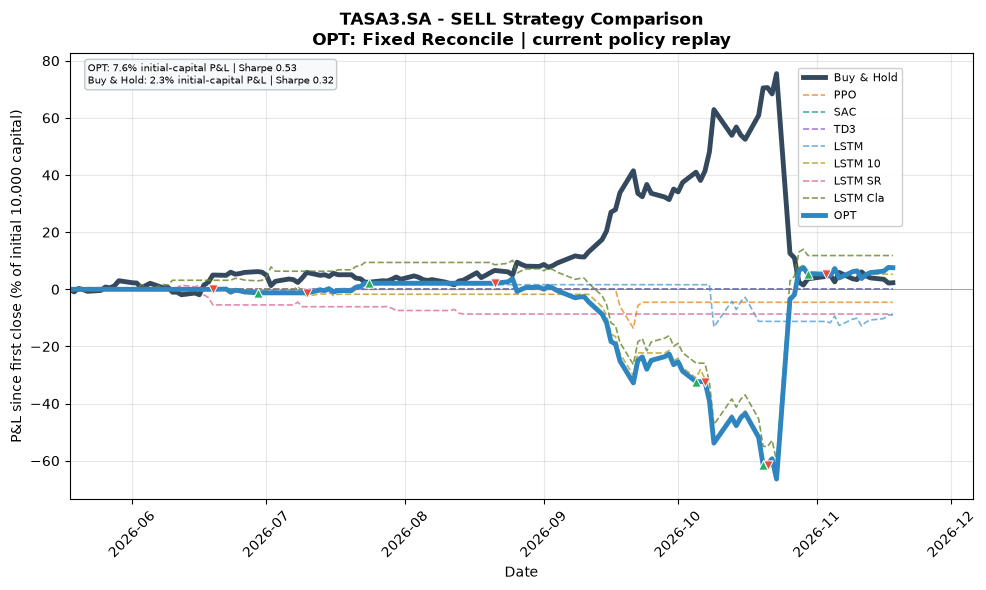 TASA3.SA - SELL Strategy Comparison
OPT: Fixed Reconcile | current policy replay
OPT: 7.6% initial-capital P&L | Sharpe 0.53
Buy & Hold: 2.3% initial-capital P&L | Sharpe 0.32
Buy & Hold
PPO
SAC
TD3
LSTM
LSTM 10
LSTM SR
LSTM Cla
OPT
P&L since first close (% of initial 10,000 capital)
80
60
40
20
0
−20
−40
−60
2026-06
2026-07
2026-08
2026-09
2026-10
2026-11
2026-12
Date